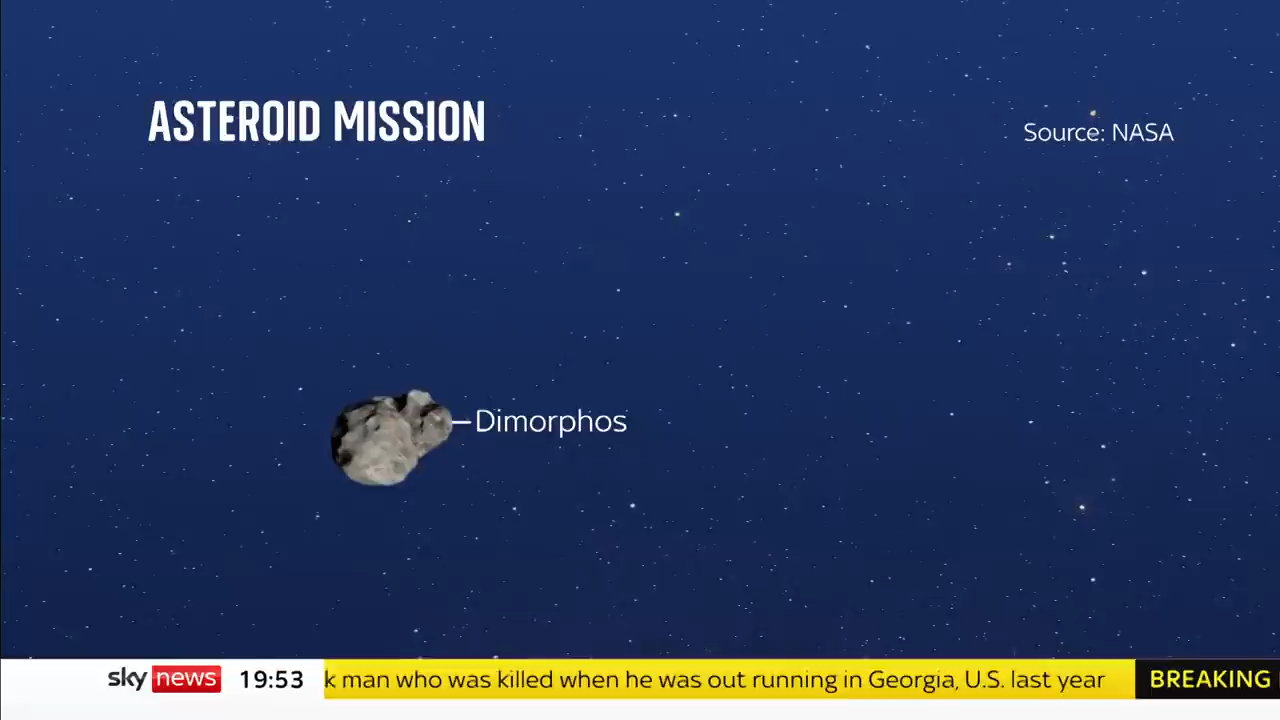 ASTEROID MISSION
Source: NASA
Dimorphos
sky news 19:53 k man who was killed when he was out running in Georgia, U.S. last year BREAKING